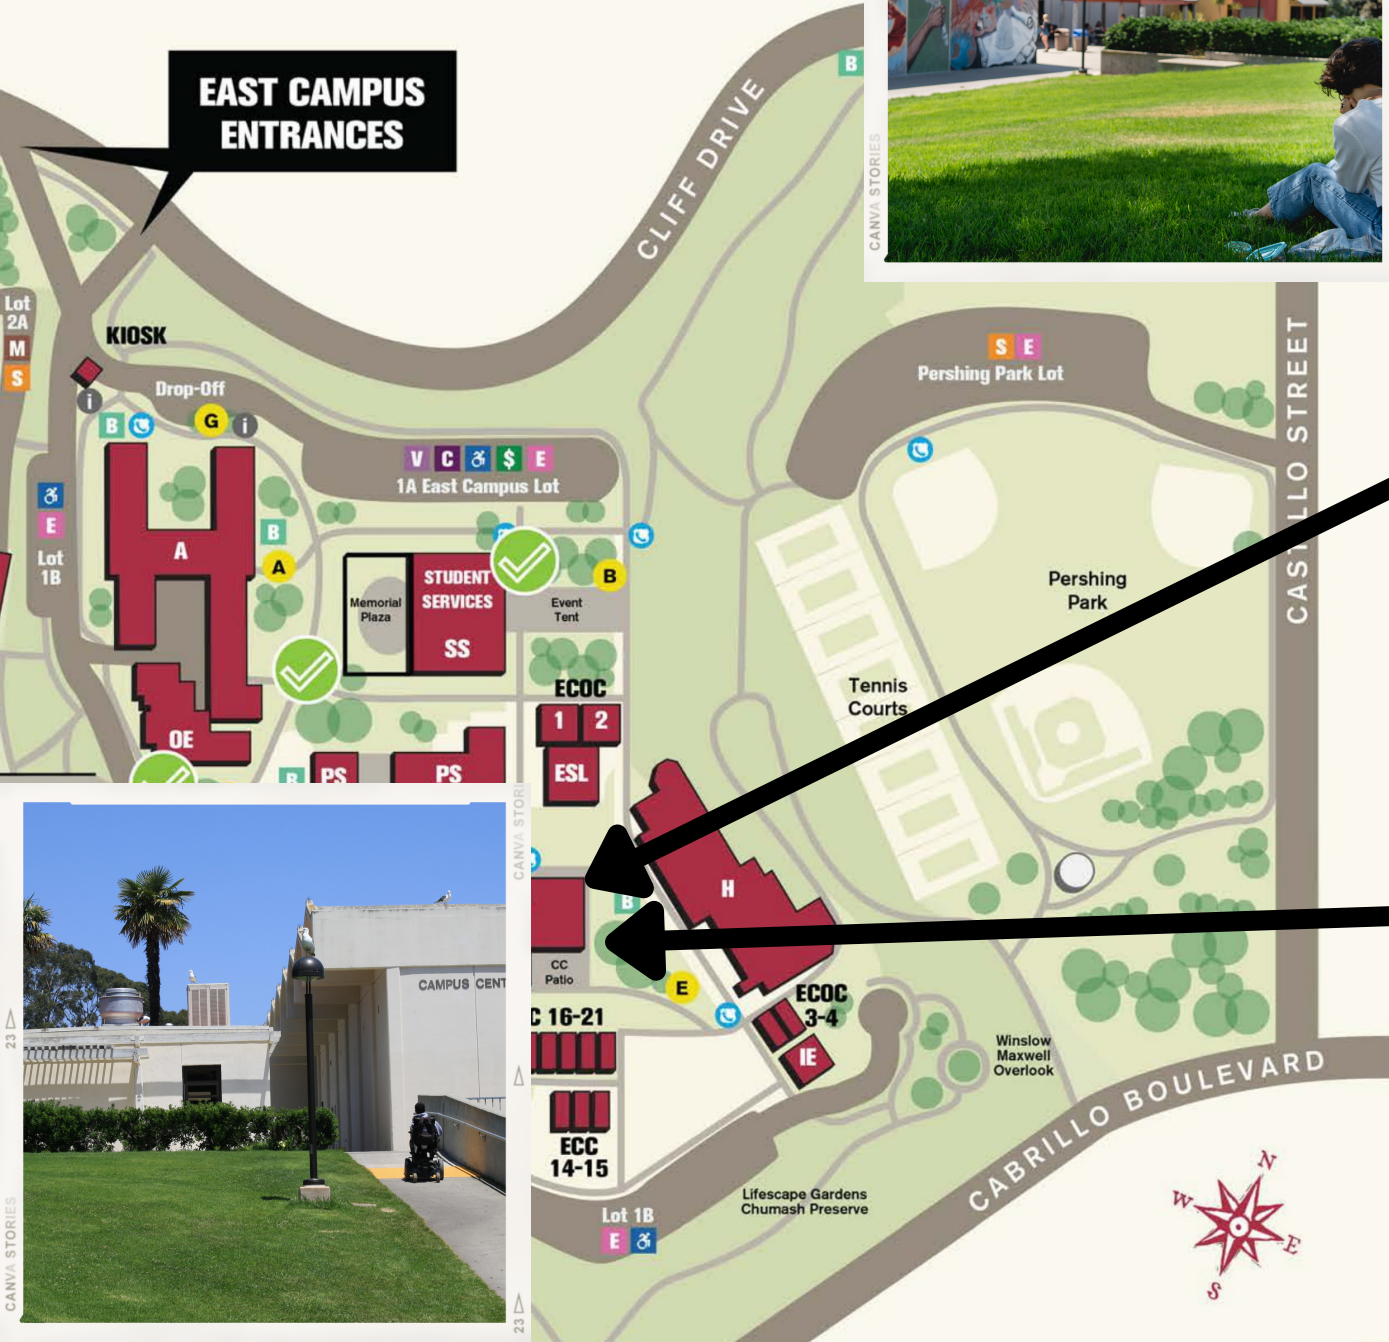 EAST CAMPUS
ENTRANCES
CLIFF DRIVE
B
CANVA STORIES
Lot
2A
M
S
KIOSK
i
Drop-Off
B
G
i
V C $ E
1A East Campus Lot
S E
Pershing Park Lot
CASTILLO STREET
E
Lot
1B
A
B
A
Memorial
Plaza
STUDENT
SERVICES
SS
B
Event
Tent
Pershing
Park
Tennis
Courts
ECOC
1 2
ESL
OE
B
PS
PS
H
B
CC
Patio
E
ECOC
3-4
IE
C 16-21
ECC
14-15
Winslow
Maxwell
Overlook
Lifescape Gardens
Chumash Preserve
Lot 1B
E
CABRILLO BOULEVARD
N
W
E
S
CANVA STORI
CAMPUS CENT
23
CANVA STORIES
23